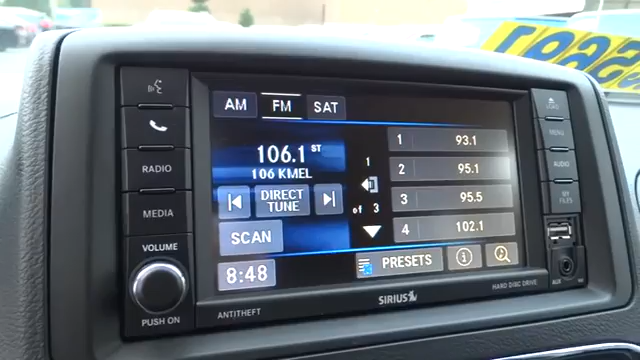 AM FM SAT
106.1 ST
106 KMEL
DIRECT
TUNE
SCAN
8:48
1
of 3
1 93.1
2 95.1
3 95.5
4 102.1
PRESETS
RADIO
MEDIA
VOLUME
PUSH ON
ANTITHEFT
SIRIUS
HARD DISC DRIVE
LOAD
MENU
AUDIO
MY
FILES
AUX